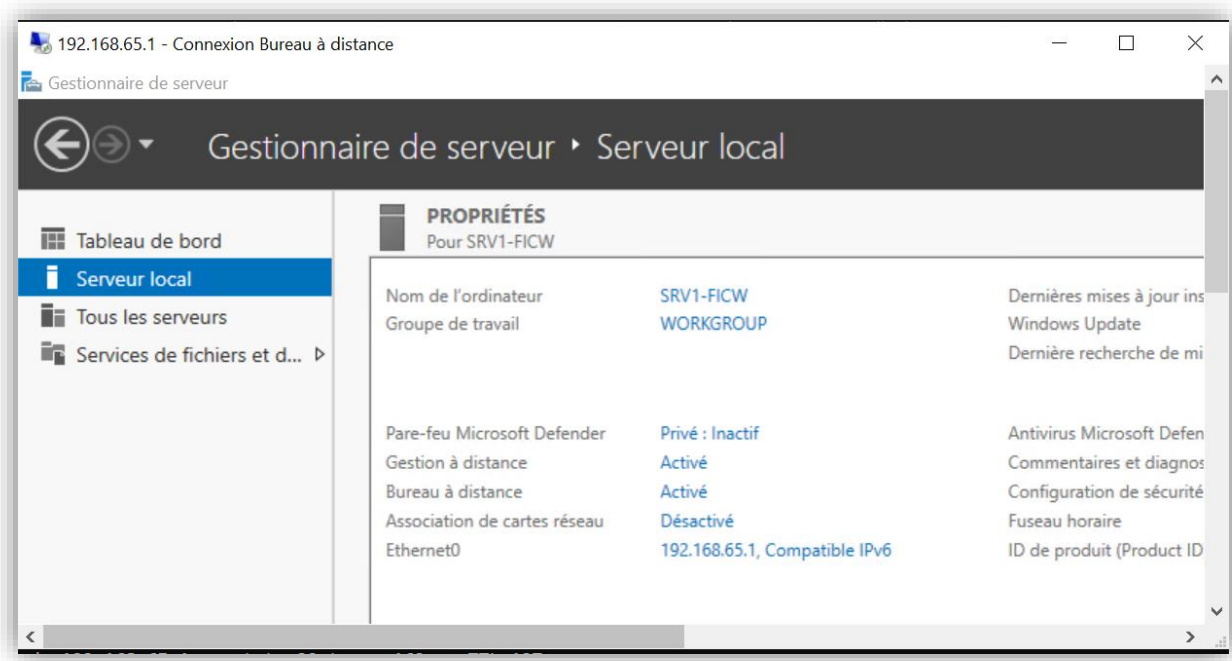 192.168.65.1 - Connexion Bureau à distance
Gestionnaire de serveur
Gestionnaire de serveur ‣ Serveur local
Tableau de bord
Serveur local
Tous les serveurs
Services de fichiers et d...
PROPRIÉTÉS
Pour SRV1-FICW
Nom de l'ordinateur SRV1-FICW Dernières mises à jour ins
Groupe de travail WORKGROUP Windows Update
Dernière recherche de mi
Pare-feu Microsoft Defender Privé : Inactif Antivirus Microsoft Defen
Gestion à distance Activé Commentaires et diagnos
Bureau à distance Activé Configuration de sécurité
Association de cartes réseau Désactivé Fuseau horaire
Ethernet0 192.168.65.1, Compatible IPv6 ID de produit (Product ID